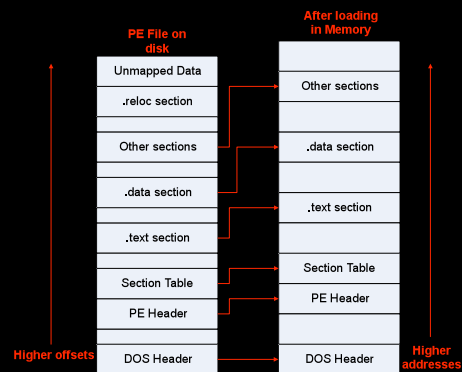 PE File on
disk
Unmapped Data
.reloc section
Other sections
.data section
.text section
Section Table
PE Header
DOS Header
Higher offsets
After loading
in Memory
Other sections
.data section
.text section
Section Table
PE Header
DOS Header
Higher
addresses